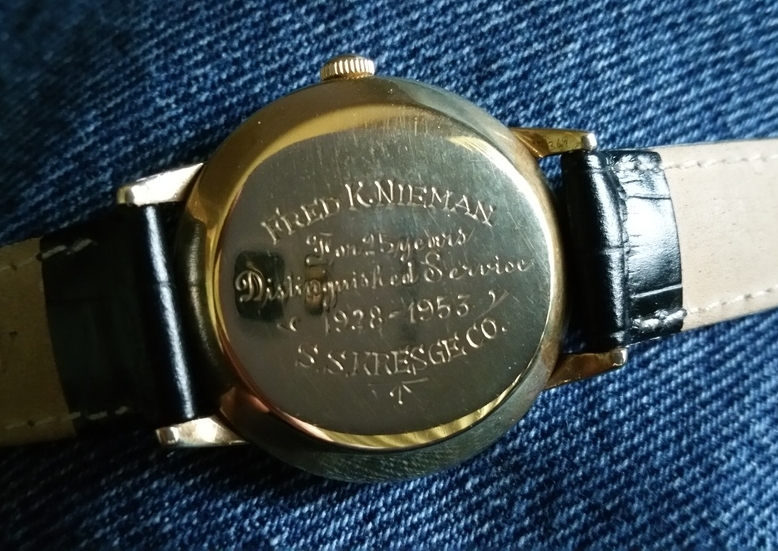 FRED K. NIEMAN
For 25 years
Distinguished Service
1928-1953
S.S. KRESGE CO.